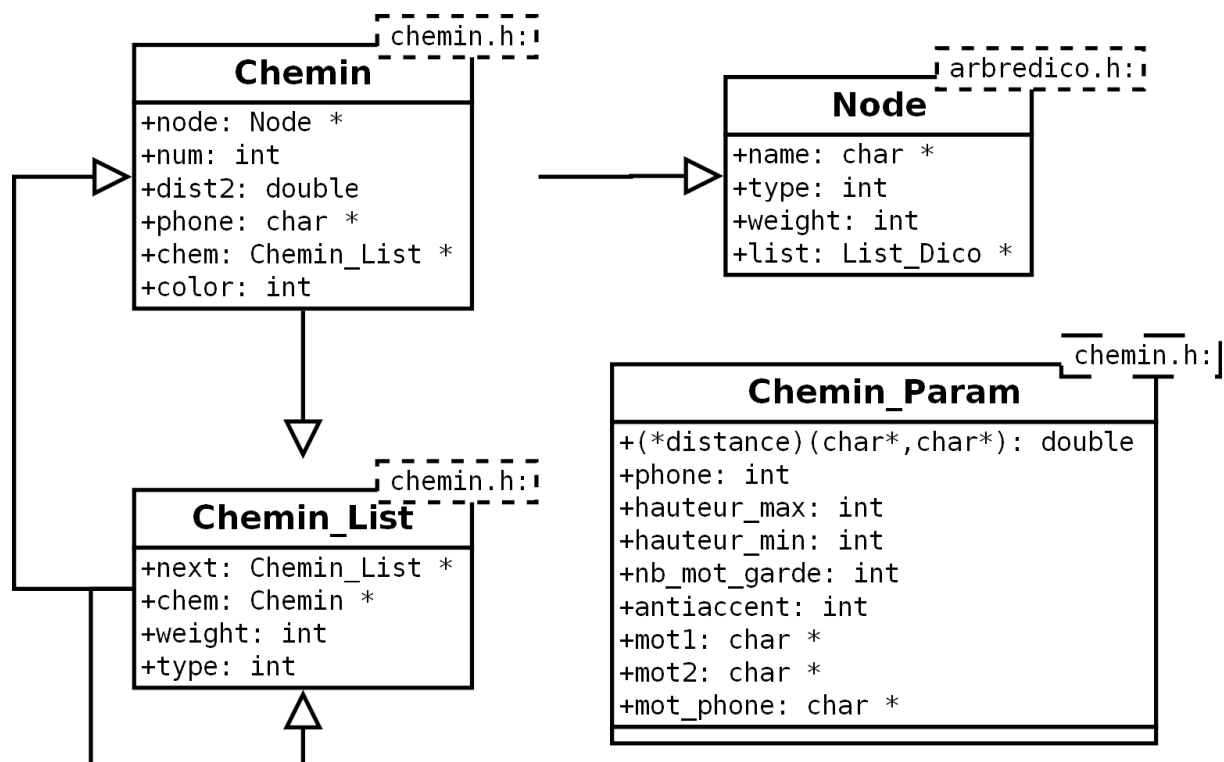 chemin.h:
Chemin
+node: Node *
+num: int
+dist2: double
+phone: char *
+chem: Chemin_List *
+color: int
arbredico.h:
Node
+name: char *
+type: int
+weight: int
+list: List_Dico *
chemin.h:
Chemin_List
+next: Chemin_List *
+chem: Chemin *
+weight: int
+type: int
chemin.h:
Chemin_Param
+(*distance)(char*,char*): double
+phone: int
+hauteur_max: int
+hauteur_min: int
+nb_mot_garde: int
+antiaccent: int
+mot1: char *
+mot2: char *
+mot_phone: char *